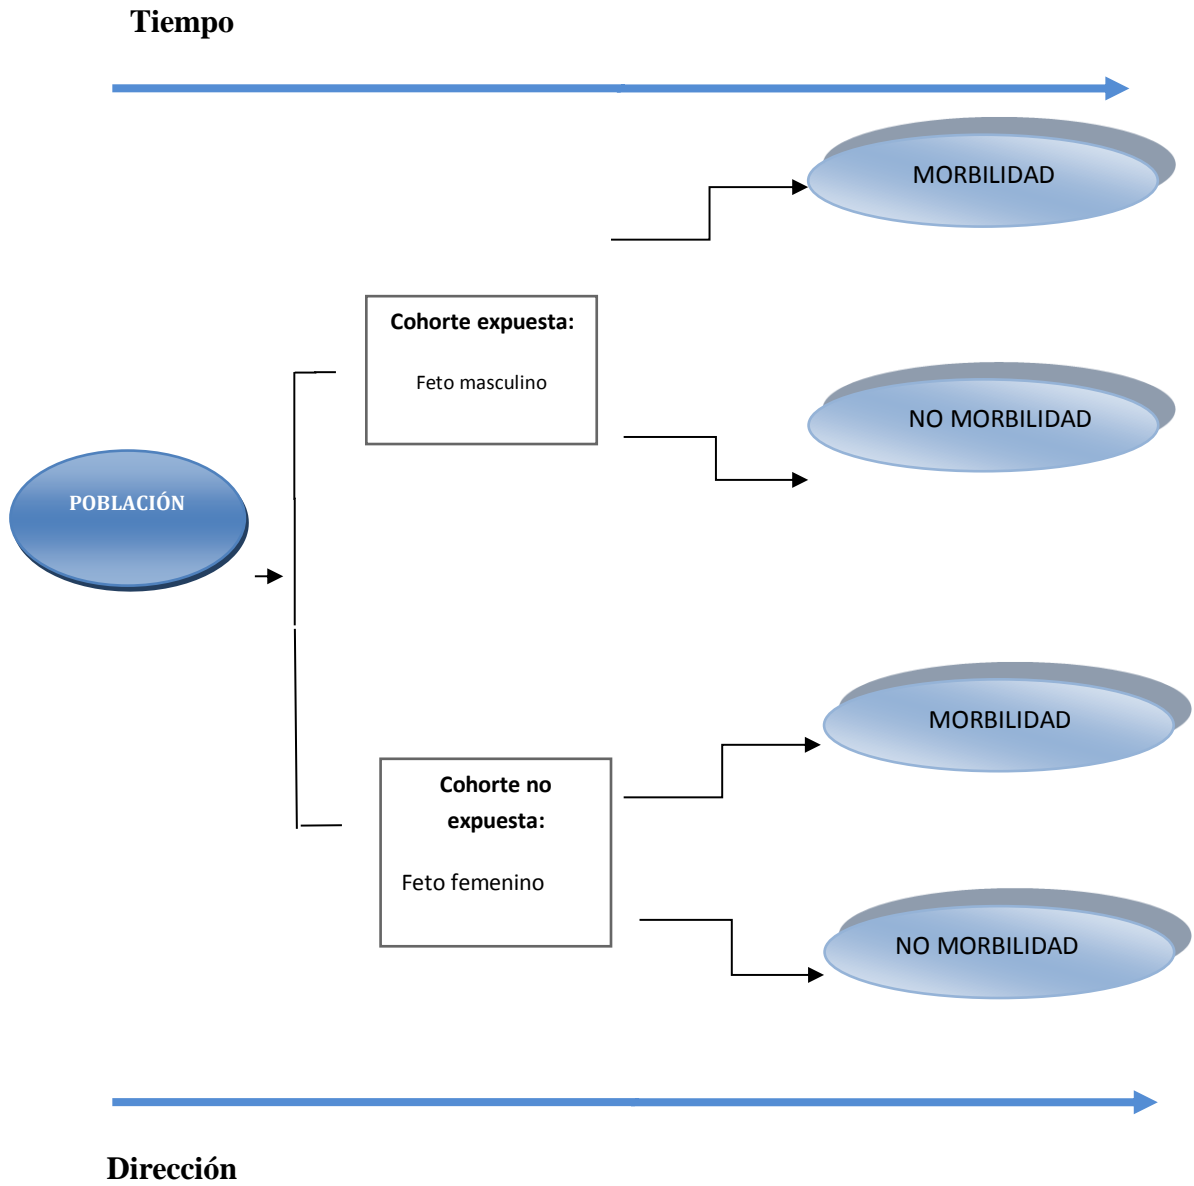 Tiempo
MORBILIDAD
Cohorte expuesta:
Feto masculino
NO MORBILIDAD
POBLACIÓN
MORBILIDAD
Cohorte no
expuesta:
Feto femenino
NO MORBILIDAD
Dirección